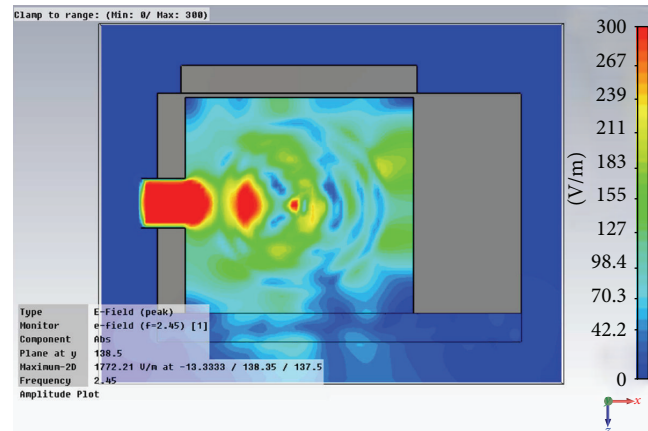 Clamp to range: (Min: 0/ Max: 300)
300
267
239
211
183
155
127
98.4
70.3
42.2
0
(V/m)
Type E-Field (peak)
Monitor e-field (f=2.45) [1]
Component Abs
Plane at y 138.5
Maximum-2D 1772.21 V/m at -13.3333 / 138.35 / 137.5
Frequency 2.45
Amplitude Plot
x
z